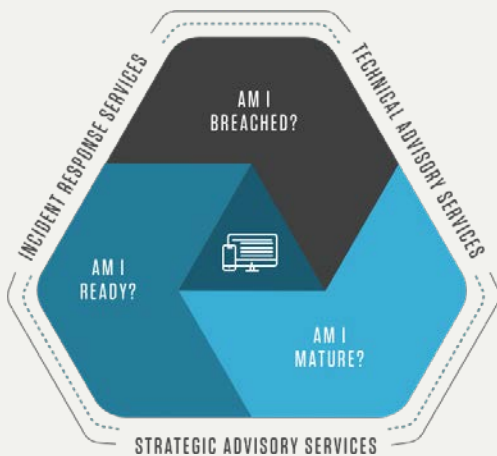 INCIDENT RESPONSE SERVICES
TECHNICAL ADVISORY SERVICES
AM I
BREACHED?
AM I
READY?
AM I
MATURE?
STRATEGIC ADVISORY SERVICES